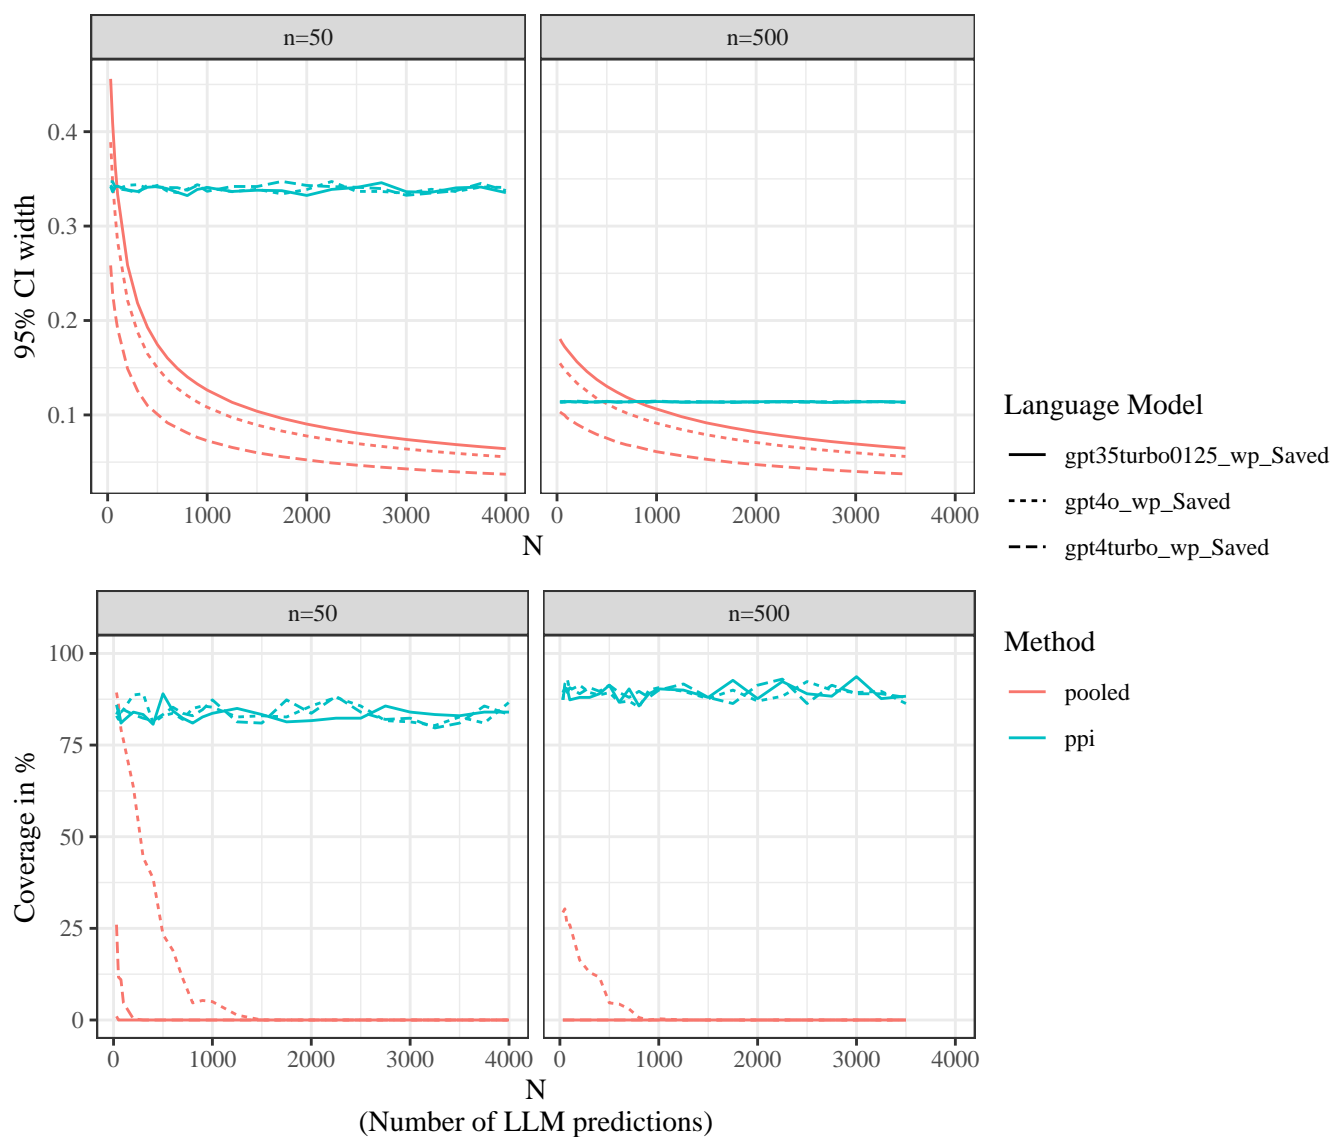 n=50
n=500
95% CI width
0.4
0.3
0.2
0.1
0
1000
2000
3000
4000
0
1000
2000
3000
4000
N
Language Model
gpt35turbo0125_wp_Saved
gpt4o_wp_Saved
gpt4turbo_wp_Saved
Method
pooled
ppi
n=50
n=500
Coverage in %
100
75
50
25
0
0
1000
2000
3000
4000
0
1000
2000
3000
4000
N
(Number of LLM predictions)